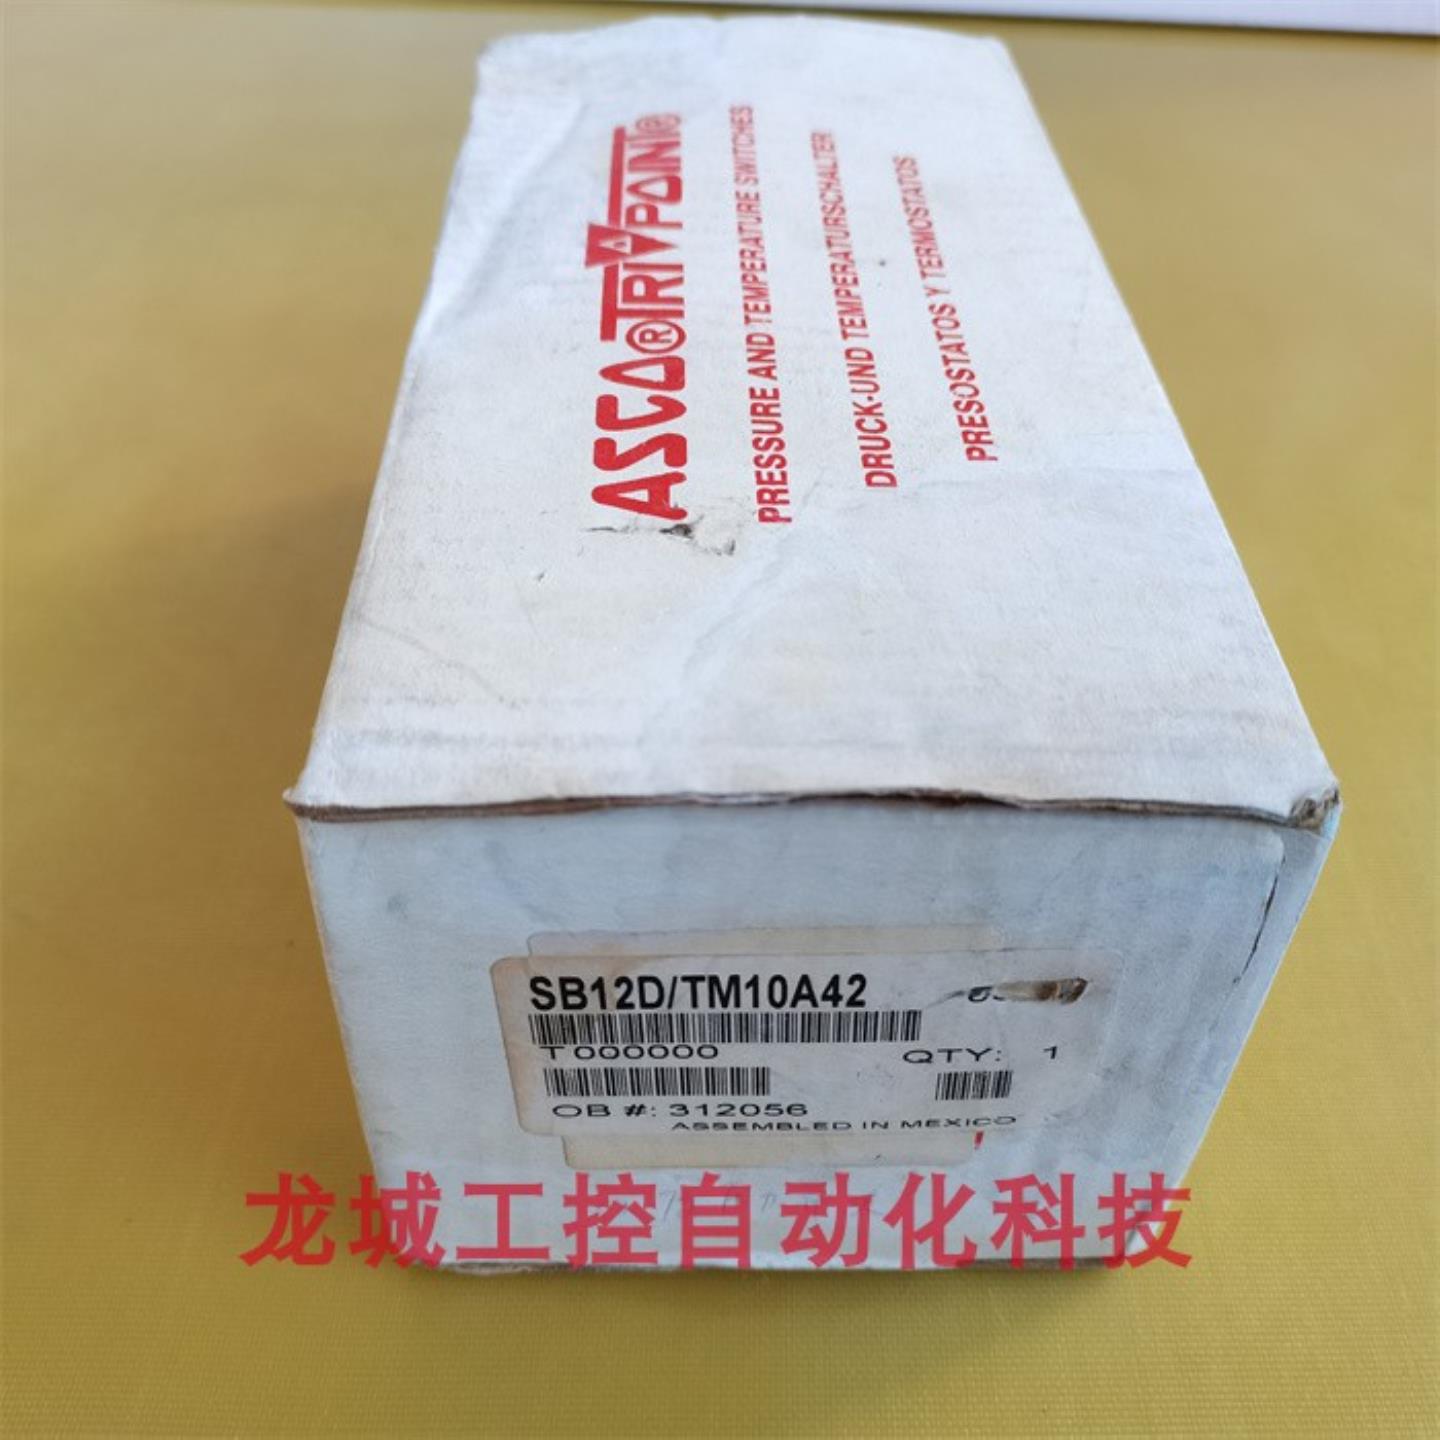 ASCO® TRI POINT®
PRESSURE AND TEMPERATURE SWITCHES
DRUCK-UND TEMPERATURSCHALTER
PRESOSTATOS Y TERMOSTATOS
SB12D/TM10A42
T000000
QTY: 1
OB #: 312056
ASSEMBLED IN MEXICO
龙城工控自动化科技